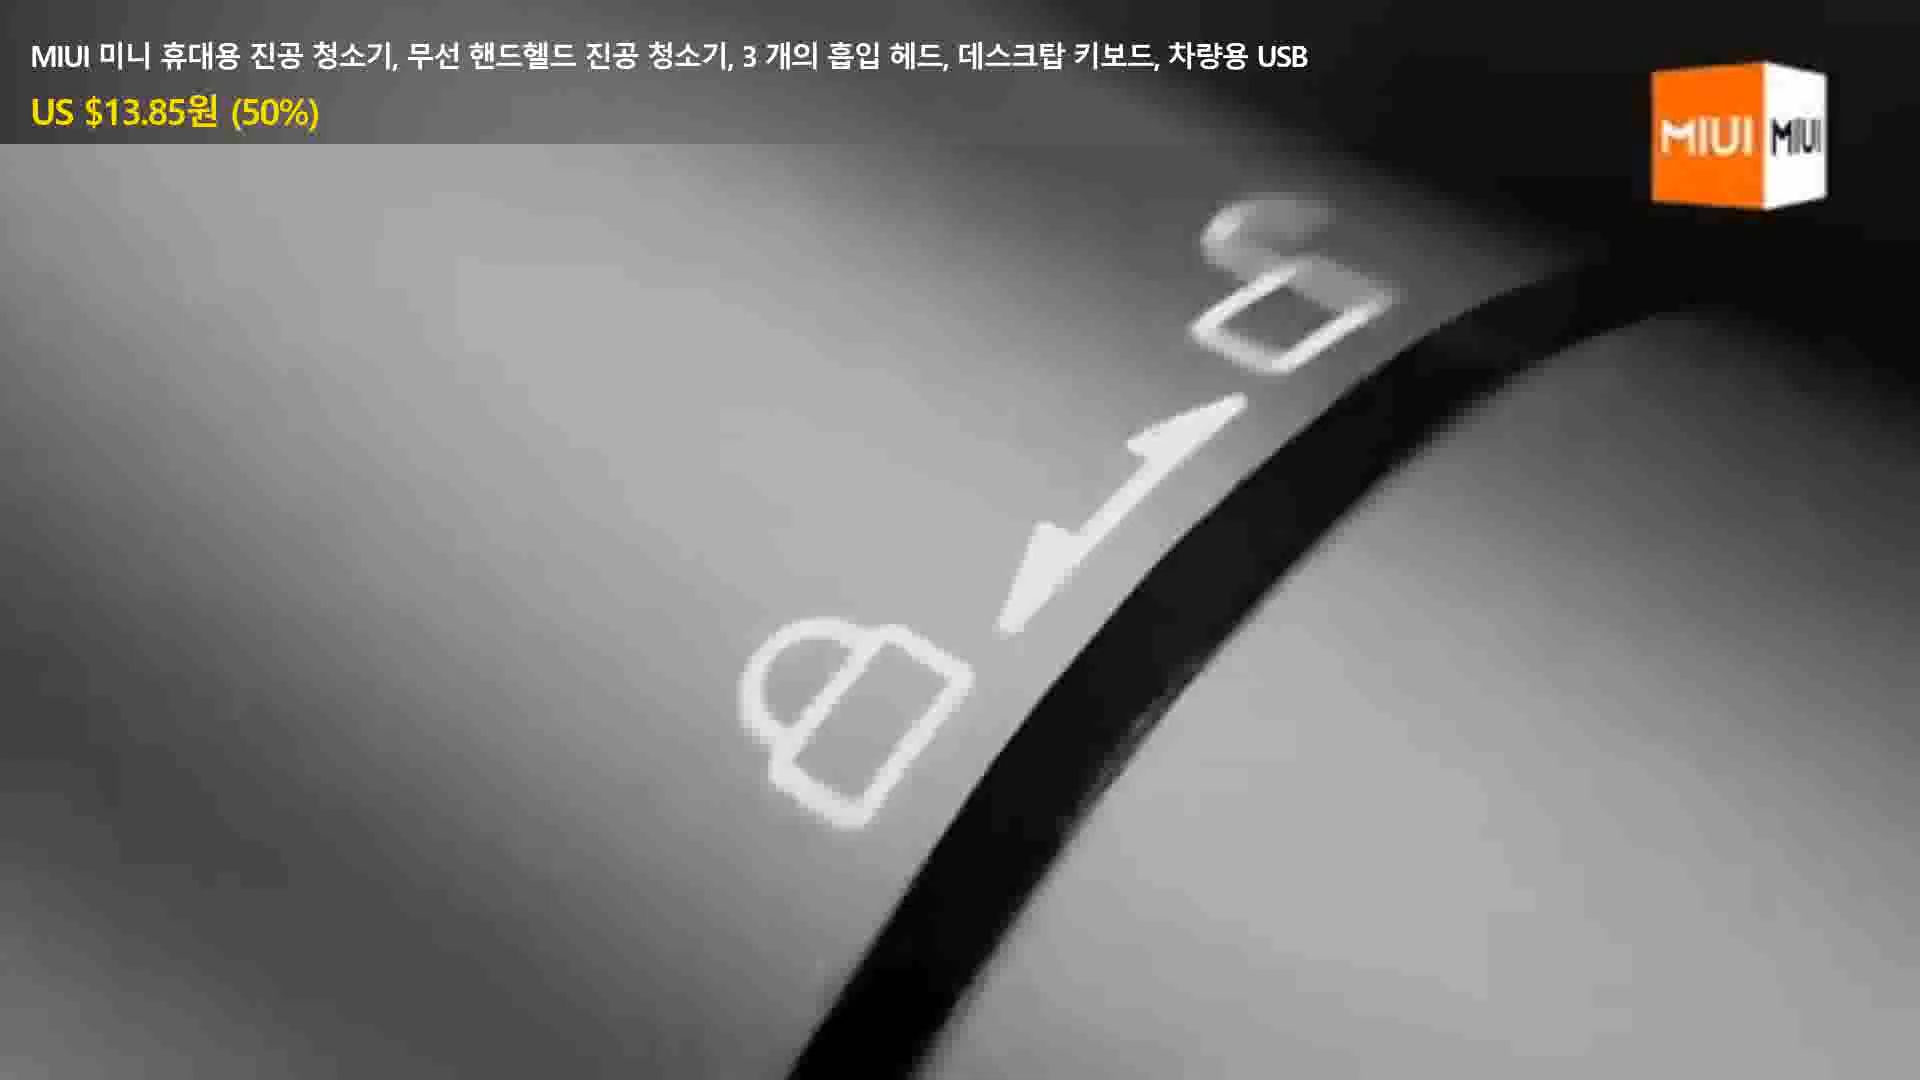 MIUI 미니 휴대용 진공 청소기, 무선 핸드헬드 진공 청소기, 3 개의 흡입 헤드, 데스크탑 키보드, 차량용 USB
US $13.85원 (50%)
MIUI MIUI